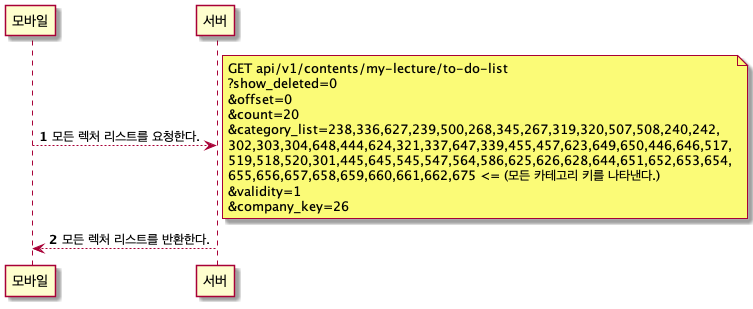 모바일
서버
GET api/v1/contents/my-lecture/to-do-list
?show_deleted=0
&offset=0
&count=20
&category_list=238,336,627,239,500,268,345,267,319,320,507,508,240,242,
302,303,304,648,444,624,321,337,647,339,455,457,623,649,650,446,646,517,
519,518,520,301,445,645,545,547,564,586,625,626,628,644,651,652,653,654,
655,656,657,658,659,660,661,662,675 <= (모든 카테고리 키를 나타낸다.)
&validity=1
&company_key=26
1 모든 렉처 리스트를 요청한다.
2 모든 렉처 리스트를 반환한다.
모바일
서버